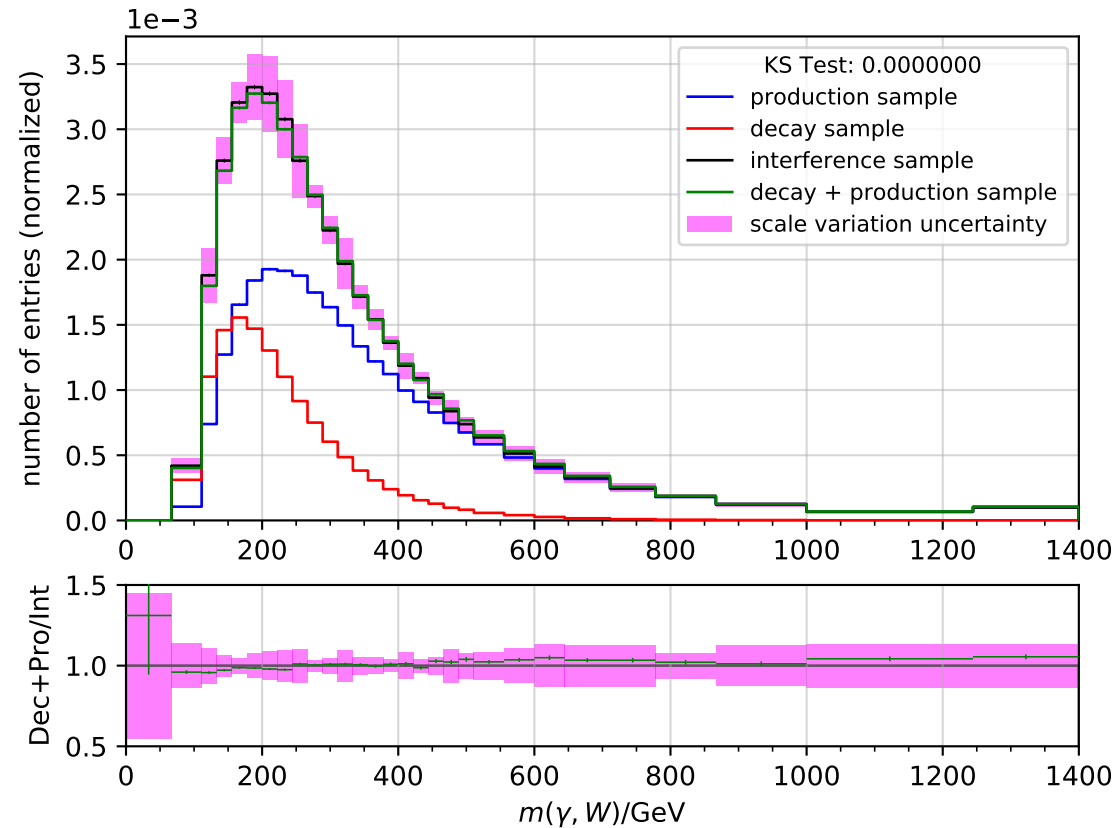 1e−3
number of entries (normalized)
3.5
3.0
2.5
2.0
1.5
1.0
0.5
0.0
KS Test: 0.0000000
production sample
decay sample
interference sample
decay + production sample
scale variation uncertainty
0 200 400 600 800 1000 1200 1400
Dec+Pro/Int
1.5
1.0
0.5
0 200 400 600 800 1000 1200 1400
m(γ, W)/GeV